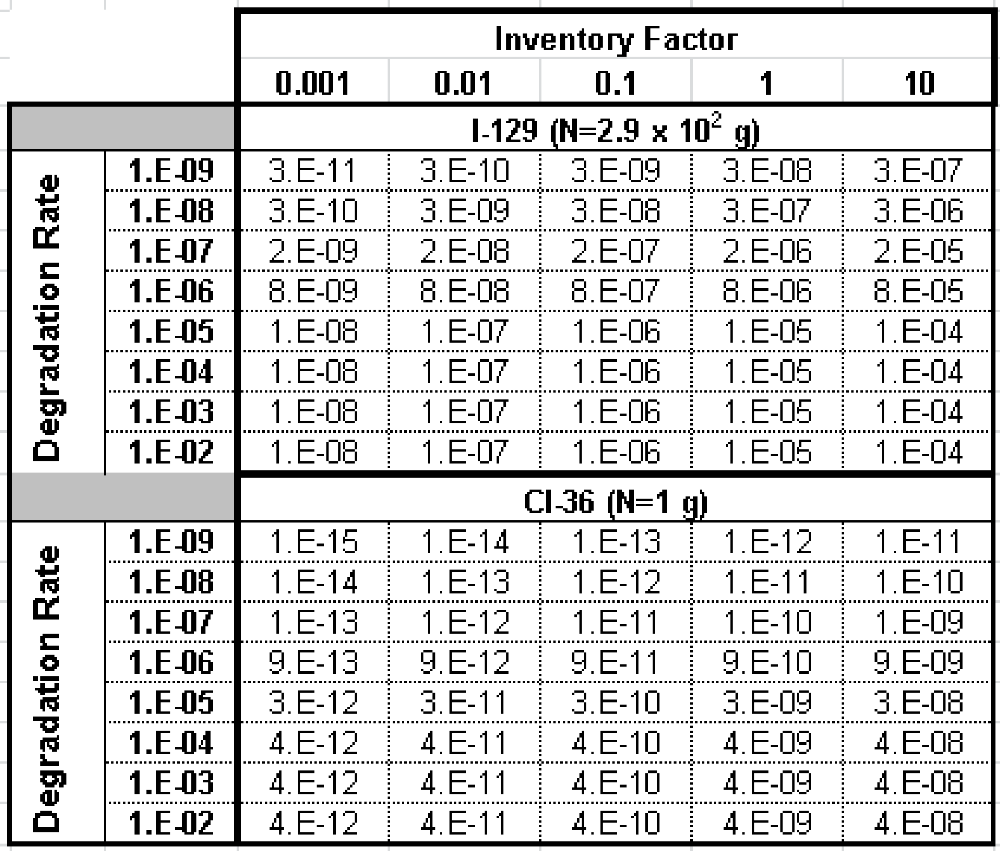 Inventory Factor
0.001 0.01 0.1 1 10
I-129 (N=2.9 x 10² g)
Degradation Rate
1.E-09 3.E-11 3.E-10 3.E-09 3.E-08 3.E-07
1.E-08 3.E-10 3.E-09 3.E-08 3.E-07 3.E-06
1.E-07 2.E-09 2.E-08 2.E-07 2.E-06 2.E-05
1.E-06 8.E-09 8.E-08 8.E-07 8.E-06 8.E-05
1.E-05 1.E-08 1.E-07 1.E-06 1.E-05 1.E-04
1.E-04 1.E-08 1.E-07 1.E-06 1.E-05 1.E-04
1.E-03 1.E-08 1.E-07 1.E-06 1.E-05 1.E-04
1.E-02 1.E-08 1.E-07 1.E-06 1.E-05 1.E-04
Cl-36 (N=1 g)
Degradation Rate
1.E-09 1.E-15 1.E-14 1.E-13 1.E-12 1.E-11
1.E-08 1.E-14 1.E-13 1.E-12 1.E-11 1.E-10
1.E-07 1.E-13 1.E-12 1.E-11 1.E-10 1.E-09
1.E-06 9.E-13 9.E-12 9.E-11 9.E-10 9.E-09
1.E-05 3.E-12 3.E-11 3.E-10 3.E-09 3.E-08
1.E-04 4.E-12 4.E-11 4.E-10 4.E-09 4.E-08
1.E-03 4.E-12 4.E-11 4.E-10 4.E-09 4.E-08
1.E-02 4.E-12 4.E-11 4.E-10 4.E-09 4.E-08